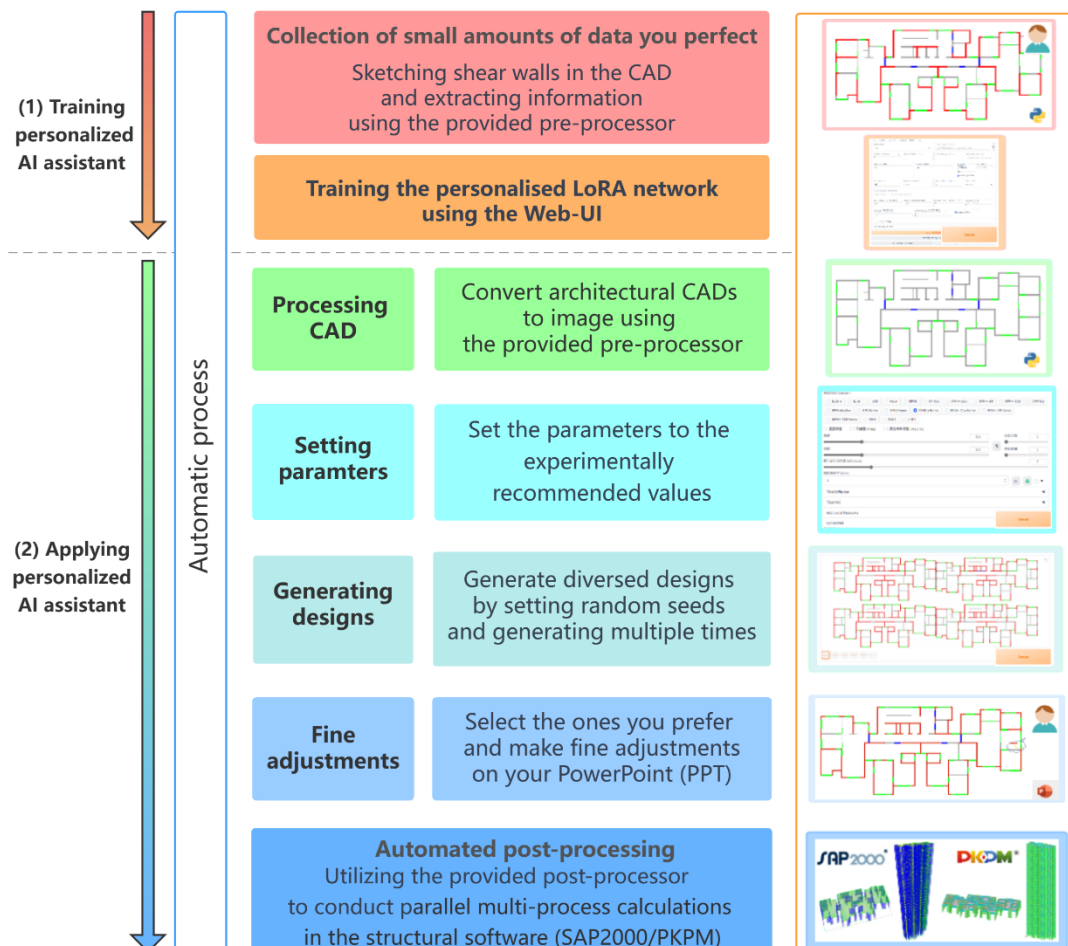 (1) Training
personalized
AI assistant
(2) Applying
personalized
AI assistant
Automatic process
Collection of small amounts of data you perfect
Sketching shear walls in the CAD
and extracting information
using the provided pre-processor
Training the personalised LoRA network
using the Web-UI
Processing
CAD
Convert architectural CADs
to image using
the provided pre-processor
Setting
paramters
Set the parameters to the
experimentally
recommended values
Generating
designs
Generate diversed designs
by setting random seeds
and generating multiple times
Fine
adjustments
Select the ones you prefer
and make fine adjustments
on your PowerPoint (PPT)
Automated post-processing
Utilizing the provided post-processor
to conduct parallel multi-process calculations
in the structural software (SAP2000/PKPM)
SAP2000
PKPM